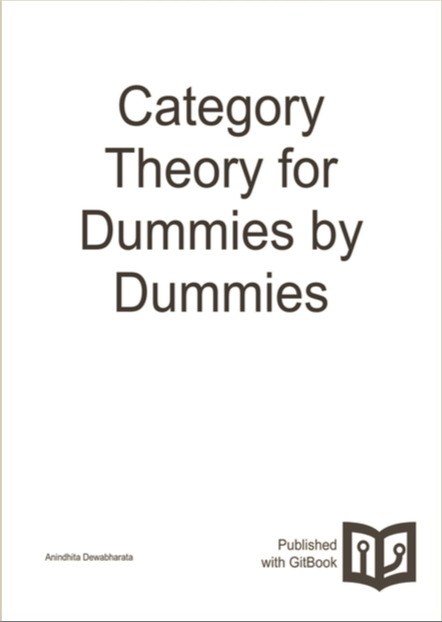 Category
Theory for
Dummies by
Dummies
Anindhita Dewabharata
Published
with GitBook